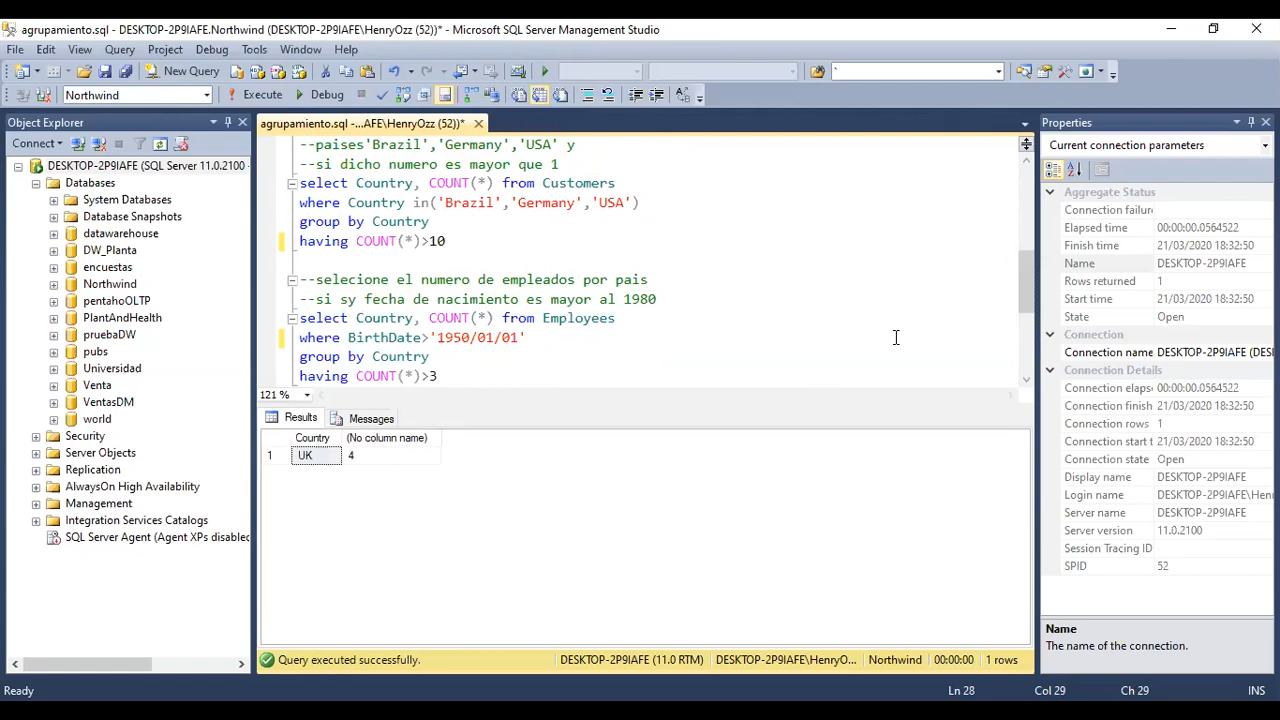 agrupamiento.sql - DESKTOP-2P9IAFE.Northwind (DESKTOP-2P9IAFE\HenryOzz (52))* - Microsoft SQL Server Management Studio
File Edit View Query Project Debug Tools Window Help
New Query
Northwind Execute Debug
Object Explorer
Connect
DESKTOP-2P9IAFE (SQL Server 11.0.2100
Databases
System Databases
Database Snapshots
datawarehouse
DW_Planta
encuestas
Northwind
pentahoOLTP
PlantAndHealth
pruebaDW
pubs
Universidad
Venta
VentasDM
world
Security
Server Objects
Replication
AlwaysOn High Availability
Management
Integration Services Catalogs
SQL Server Agent (Agent XPs disabled
agrupamiento.sql -...AFE\HenryOzz (52))*
--paises'Brazil','Germany','USA' y
--si dicho numero es mayor que 1
select Country, COUNT(*) from Customers
where Country in('Brazil','Germany','USA')
group by Country
having COUNT(*)>10
--selecione el numero de empleados por pais
--si sy fecha de nacimiento es mayor al 1980
select Country, COUNT(*) from Employees
where BirthDate>'1950/01/01'
group by Country
having COUNT(*)>3
121 %
Results Messages
Country (No column name)
1 UK 4
Query executed successfully. DESKTOP-2P9IAFE (11.0 RTM) DESKTOP-2P9IAFE\HenryO... Northwind 00:00:00 1 rows
Properties
Current connection parameters
Aggregate Status
Connection failure
Elapsed time 00:00:00.0564522
Finish time 21/03/2020 18:32:50
Name DESKTOP-2P9IAFE
Rows returned 1
Start time 21/03/2020 18:32:50
State Open
Connection
Connection name DESKTOP-2P9IAFE (DES
Connection Details
Connection elaps 00:00:00.0564522
Connection finish 21/03/2020 18:32:50
Connection rows 1
Connection start t 21/03/2020 18:32:50
Connection state Open
Display name DESKTOP-2P9IAFE
Login name DESKTOP-2P9IAFE\Henr
Server name DESKTOP-2P9IAFE
Server version 11.0.2100
Session Tracing ID
SPID 52
Name
The name of the connection.
Ready Ln 28 Col 29 Ch 29 INS